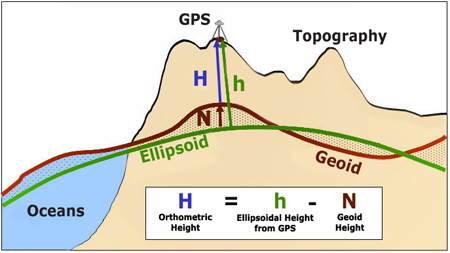 GPS
Topography
H
h
N
Ellipsoid
Geoid
Oceans
H = h - N
Orthometric Height
Ellipsoidal Height from GPS
Geoid Height